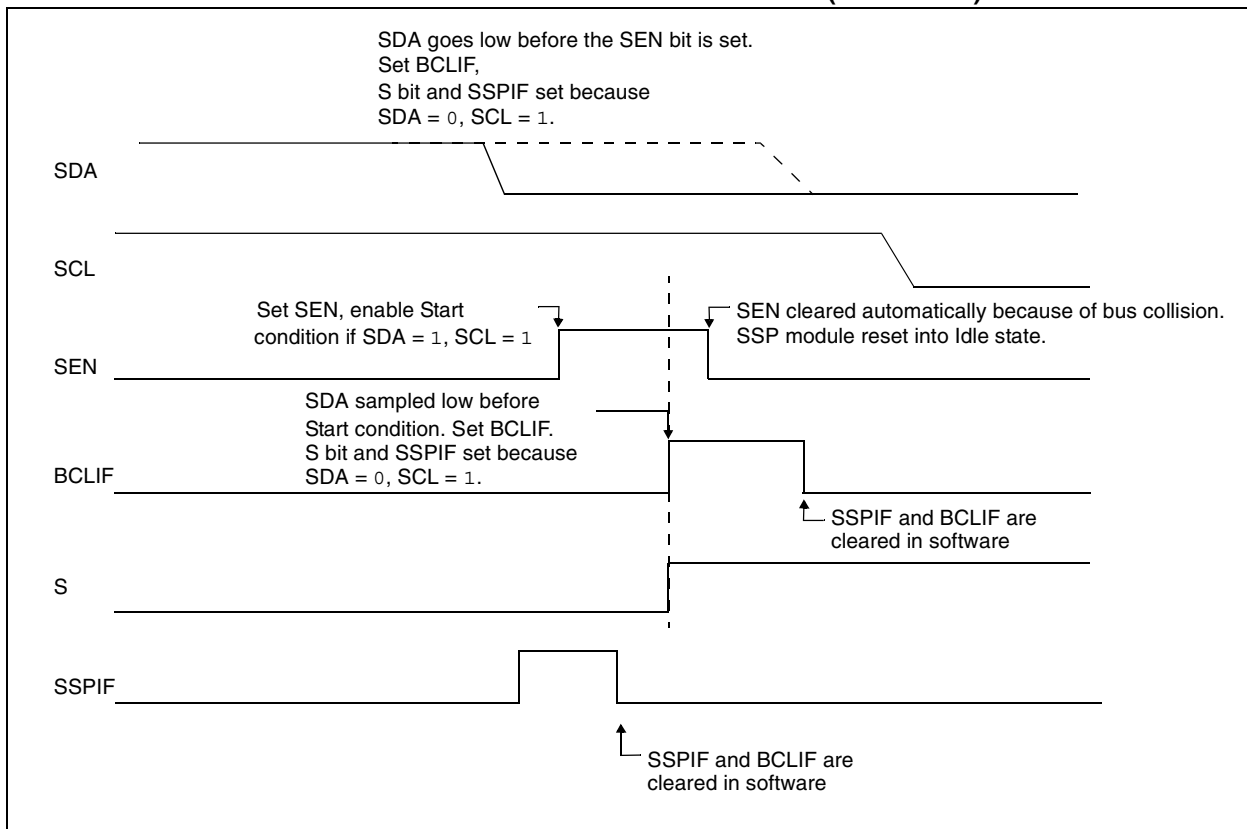 SDA goes low before the SEN bit is set.
Set BCLIF,
S bit and SSPIF set because
SDA = 0, SCL = 1.
SDA
SCL
Set SEN, enable Start
condition if SDA = 1, SCL = 1
SEN cleared automatically because of bus collision.
SSP module reset into Idle state.
SEN
SDA sampled low before
Start condition. Set BCLIF.
S bit and SSPIF set because
SDA = 0, SCL = 1.
BCLIF
SSPIF and BCLIF are
cleared in software
S
SSPIF
SSPIF and BCLIF are
cleared in software